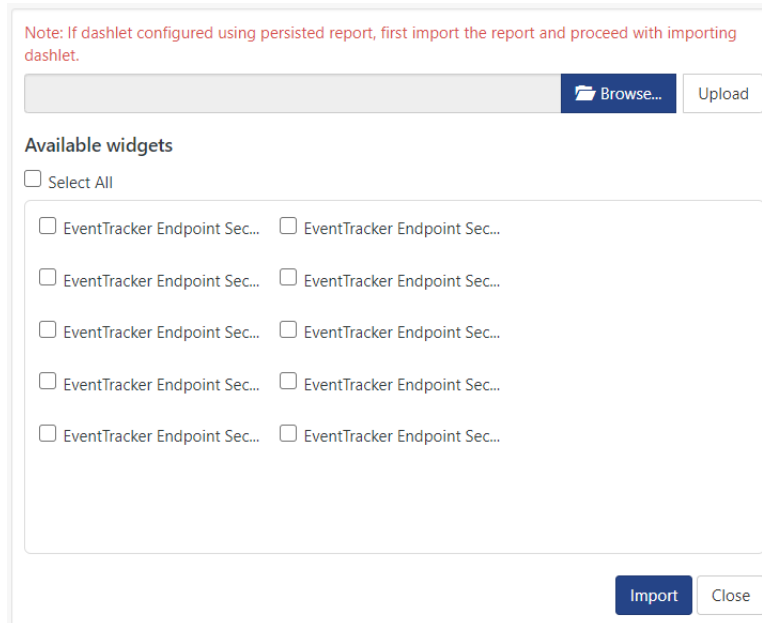 Note: If dashlet configured using persisted report, first import the report and proceed with importing
dashlet.
Browse... Upload
Available widgets
Select All
EventTracker Endpoint Sec... EventTracker Endpoint Sec...
EventTracker Endpoint Sec... EventTracker Endpoint Sec...
EventTracker Endpoint Sec... EventTracker Endpoint Sec...
EventTracker Endpoint Sec... EventTracker Endpoint Sec...
EventTracker Endpoint Sec... EventTracker Endpoint Sec...
Import Close